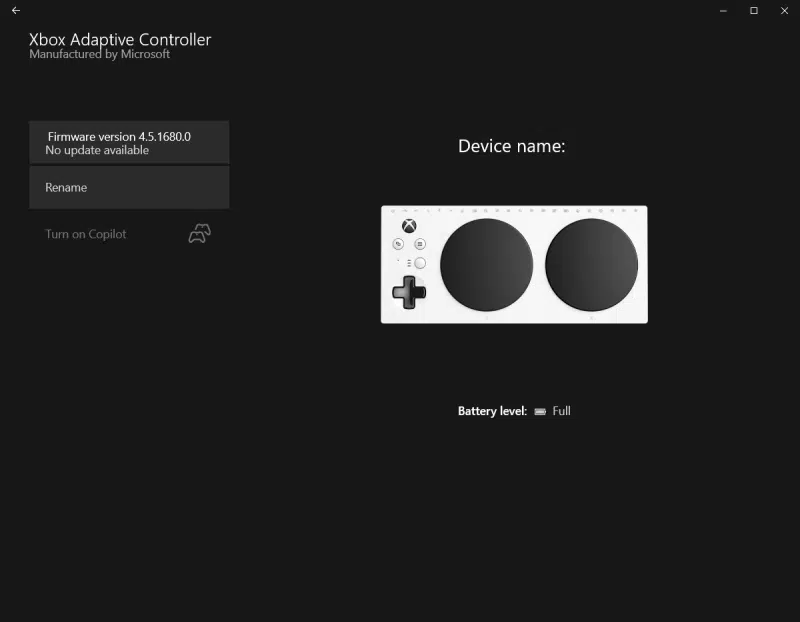 Xbox Adaptive Controller
Manufactured by Microsoft
Firmware version 4.5.1680.0
No update available
Rename
Turn on Copilot
Device name:
Battery level: Full